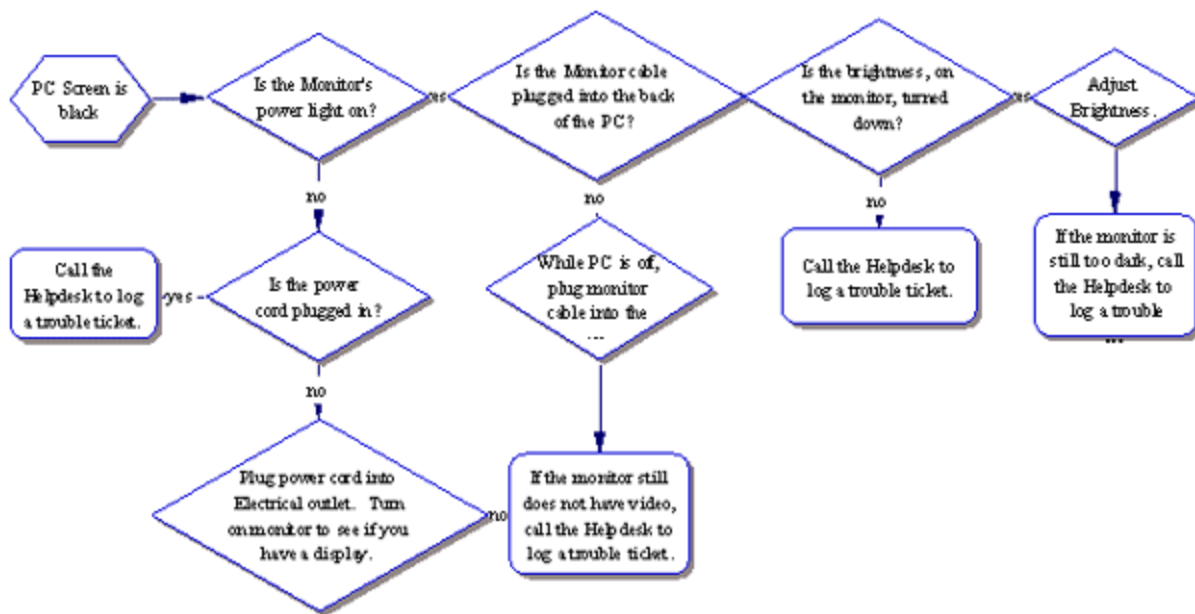 PC Screen is
black
Is the Monitor's
power light on?
yes
Is the Monitor cable
plugged into the back
of the PC?
Is the brightness, on
the monitor, turned
down?
yes
Adjust
Brightness.
no
no
no
Call the
Helpdesk to log
a trouble ticket.
yes
Is the power
cord plugged in?
While PC is off,
plug monitor
cable into the
...
Call the Helpdesk to
log a trouble ticket.
If the monitor is
still too dark, call
the Helpdesk to
log a trouble
...
no
Plug power cord into
Electrical outlet. Turn
on monitor to see if you
have a display.
no
If the monitor still
does not have video,
call the Helpdesk to
log a trouble ticket.